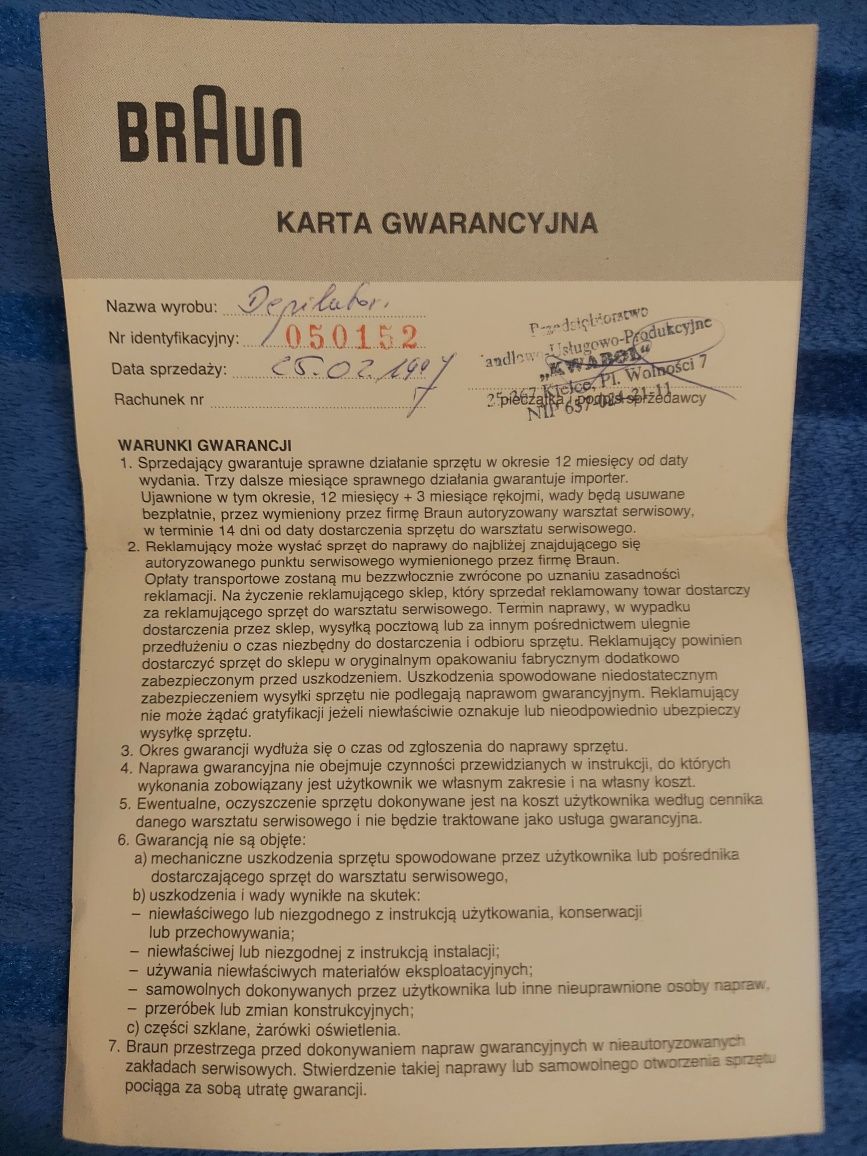 BRAUN
KARTA GWARANCYJNA
Nazwa wyrobu: Depilator.
Nr identyfikacyjny: 050152
Data sprzedaży: 25.02.1997
Rachunek nr
Przedsiębiorstwo
andlowo Usługowo-Produkcyjne
25-267 Kielce, Pl. Wolności 7
NIP 657-024-21-11
pieczątka i podpis sprzedawcy
WARUNKI GWARANCJI
1. Sprzedający gwarantuje sprawne działanie sprzętu w okresie 12 miesięcy od daty
wydania. Trzy dalsze miesiące sprawnego działania gwarantuje importer.
Ujawnione w tym okresie, 12 miesięcy + 3 miesiące rękojmi, wady będą usuwane
bezpłatnie, przez wymieniony przez firmę Braun autoryzowany warsztat serwisowy,
w terminie 14 dni od daty dostarczenia sprzętu do warsztatu serwisowego.
2. Reklamujący może wysłać sprzęt do naprawy do najbliżej znajdującego się
autoryzowanego punktu serwisowego wymienionego przez firmę Braun.
Opłaty transportowe zostaną mu bezzwłocznie zwrócone po uznaniu zasadności
reklamacji. Na życzenie reklamującego sklep, który sprzedał reklamowany towar dostarczy
za reklamującego sprzęt do warsztatu serwisowego. Termin naprawy, w wypadku
dostarczenia przez sklep, wysyłką pocztową lub za innym pośrednictwem ulegnie
przedłużeniu o czas niezbędny do dostarczenia i odbioru sprzętu. Reklamujący powinien
dostarczyć sprzęt do sklepu w oryginalnym opakowaniu fabrycznym dodatkowo
zabezpieczonym przed uszkodzeniem. Uszkodzenia spowodowane niedostatecznym
zabezpieczeniem wysyłki sprzętu nie podlegają naprawom gwarancyjnym. Reklamujący
nie może żądać gratyfikacji jeżeli niewłaściwie oznakuje lub nieodpowiednio ubezpieczy
wysyłkę sprzętu.
3. Okres gwarancji wydłuża się o czas od zgłoszenia do naprawy sprzętu.
4. Naprawa gwarancyjna nie obejmuje czynności przewidzianych w instrukcji, do których
wykonania zobowiązany jest użytkownik we własnym zakresie i na własny koszt.
5. Ewentualne, oczyszczenie sprzętu dokonywane jest na koszt użytkownika według cennika
danego warsztatu serwisowego i nie będzie traktowane jako usługa gwarancyjna.
6. Gwarancją nie są objęte:
a) mechaniczne uszkodzenia sprzętu spowodowane przez użytkownika lub pośrednika
dostarczającego sprzęt do warsztatu serwisowego,
b) uszkodzenia i wady wynikłe na skutek:
– niewłaściwego lub niezgodnego z instrukcją użytkowania, konserwacji
lub przechowywania;
– niewłaściwej lub niezgodnej z instrukcją instalacji;
– używania niewłaściwych materiałów eksploatacyjnych;
– samowolnych dokonywanych przez użytkownika lub inne nieuprawnione osoby napraw,
– przeróbek lub zmian konstrukcyjnych;
c) części szklane, żarówki oświetlenia.
7. Braun przestrzega przed dokonywaniem napraw gwarancyjnych w nieautoryzowanych
zakładach serwisowych. Stwierdzenie takiej naprawy lub samowolnego otworzenia sprzętu
pociąga za sobą utratę gwarancji.